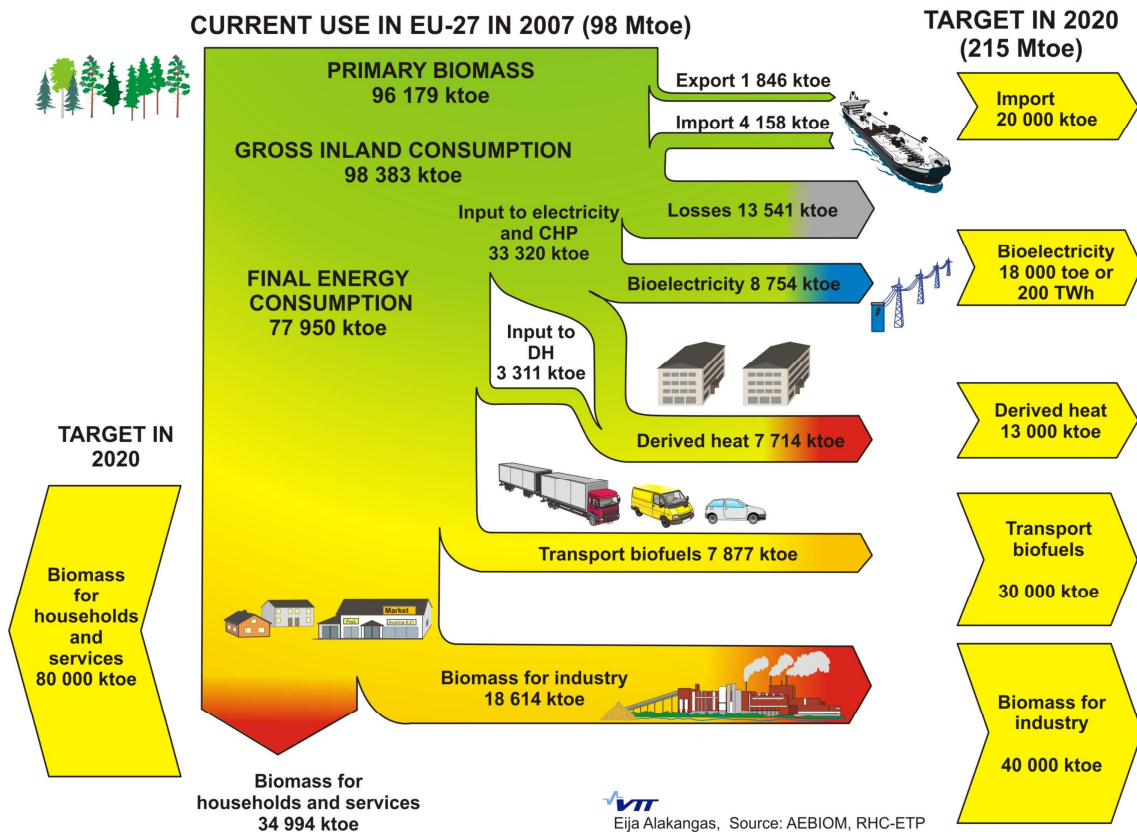 CURRENT USE IN EU-27 IN 2007 (98 Mtoe)
TARGET IN 2020
(215 Mtoe)
PRIMARY BIOMASS
96 179 ktoe
Export 1 846 ktoe
Import 4 158 ktoe
Import
20 000 ktoe
GROSS INLAND CONSUMPTION
98 383 ktoe
Losses 13 541 ktoe
Input to electricity
and CHP
33 320 ktoe
Bioelectricity 8 754 ktoe
Bioelectricity
18 000 toe or
200 TWh
FINAL ENERGY
CONSUMPTION
77 950 ktoe
Input to
DH
3 311 ktoe
Derived heat 7 714 ktoe
Derived heat
13 000 ktoe
TARGET IN
2020
Transport biofuels 7 877 ktoe
Transport
biofuels
30 000 ktoe
Biomass
for
households
and
services
80 000 ktoe
Market
Biomass for industry
18 614 ktoe
Biomass for
industry
40 000 ktoe
Biomass for
households and services
34 994 ktoe
VTT
Eija Alakangas, Source: AEBIOM, RHC-ETP